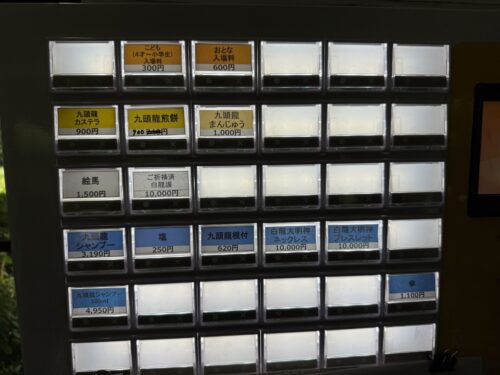 こども
(4才～小学生)
入場料
300円
おとな
入場料
600円
九頭龍
カステラ
900円
九頭龍煎餅
900
九頭龍
まんじゅう
1,000円
絵馬
1,500円
ご祈祷済
白龍護
10,000円
九頭龍
シャンプー
3,190円
塩
250円
九頭龍根付
620円
白龍大明神
ネックレス
10,000円
白龍大明神
ブレスレット
10,000円
九頭龍シャンプー
4,950円
傘
1,100円